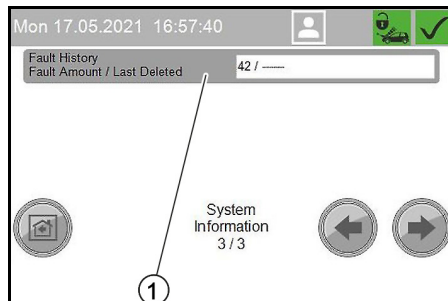 Mon 17.05.2021 16:57:40
Fault History
Fault Amount / Last Deleted
42 / -------
System
Information
3 / 3
1